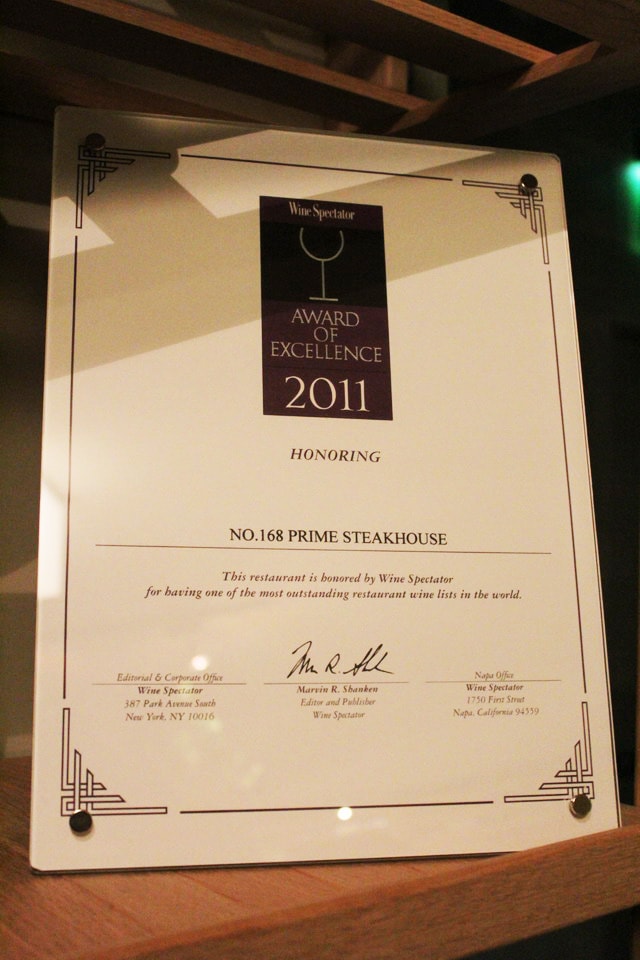 Wine Spectator
AWARD
OF
EXCELLENCE
2011
HONORING
NO.168 PRIME STEAKHOUSE
This restaurant is honored by Wine Spectator
for having one of the most outstanding restaurant wine lists in the world.
Editorial & Corporate Office
Wine Spectator
387 Park Avenue South
New York, NY 10016
Marvin R. Shanken
Editor and Publisher
Wine Spectator
Napa Office
Wine Spectator
1750 First Street
Napa, California 94559